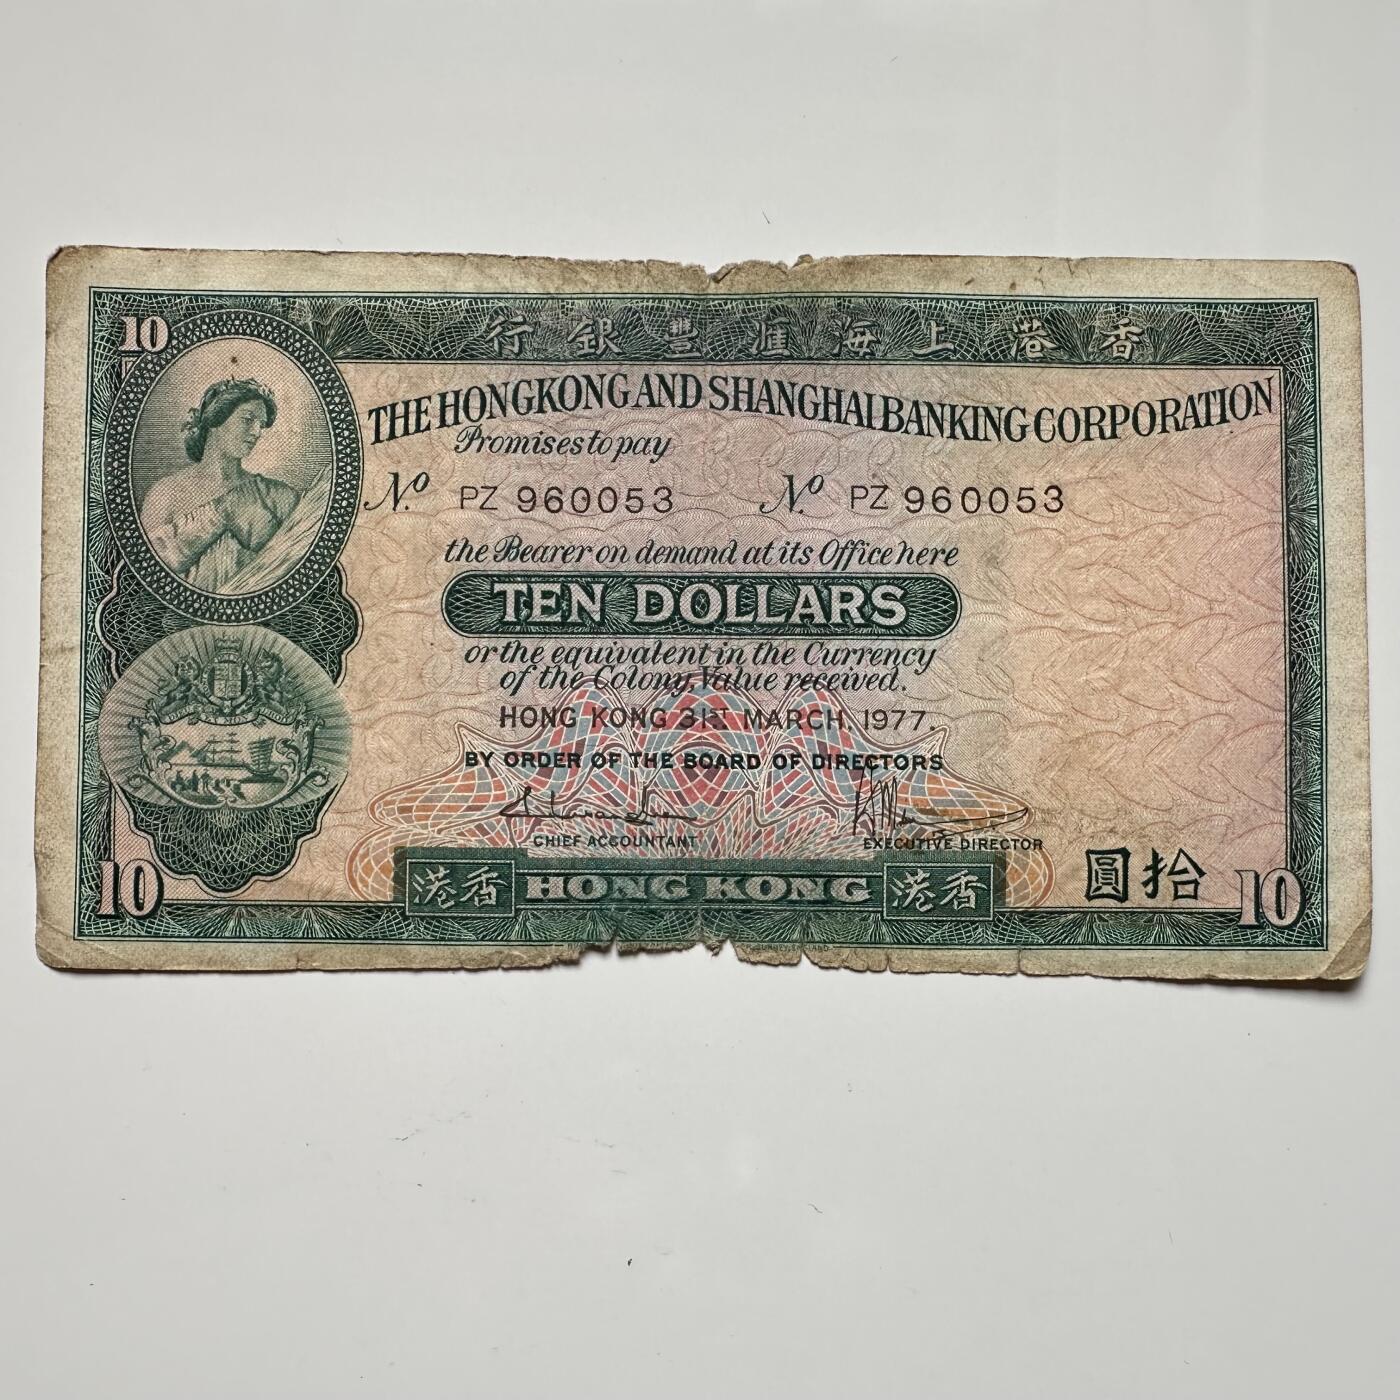 10
行銀豐滙海上港香
THE HONGKONG AND SHANGHAI BANKING CORPORATION
Promises to pay
No. PZ 960053 No. PZ 960053
the Bearer on demand at its Office here
TEN DOLLARS
or the equivalent in the Currency
of the Colony, Value received.
HONG KONG 31ST MARCH 1977.
BY ORDER OF THE BOARD OF DIRECTORS
CHIEF ACCOUNTANT EXECUTIVE DIRECTOR
圓拾
10 港香 HONG KONG 港香 10